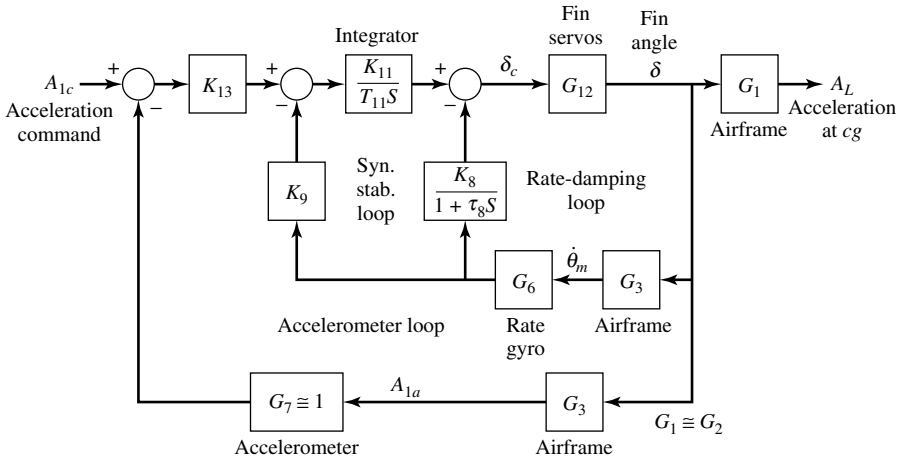 Fin
servos
Fin
angle
δ
Integrator
A1c
Acceleration
command
+
−
K13
+
−
K11
T11S
+
−
δc
G12
G1
Airframe
AL
Acceleration
at cg
K9
Syn.
stab.
loop
K8
1 + τ8S
Rate-damping
loop
G6
Rate
gyro
θ̇m
G3
Airframe
Accelerometer loop
G7 ≅ 1
Accelerometer
A1a
G3
Airframe
G1 ≅ G2